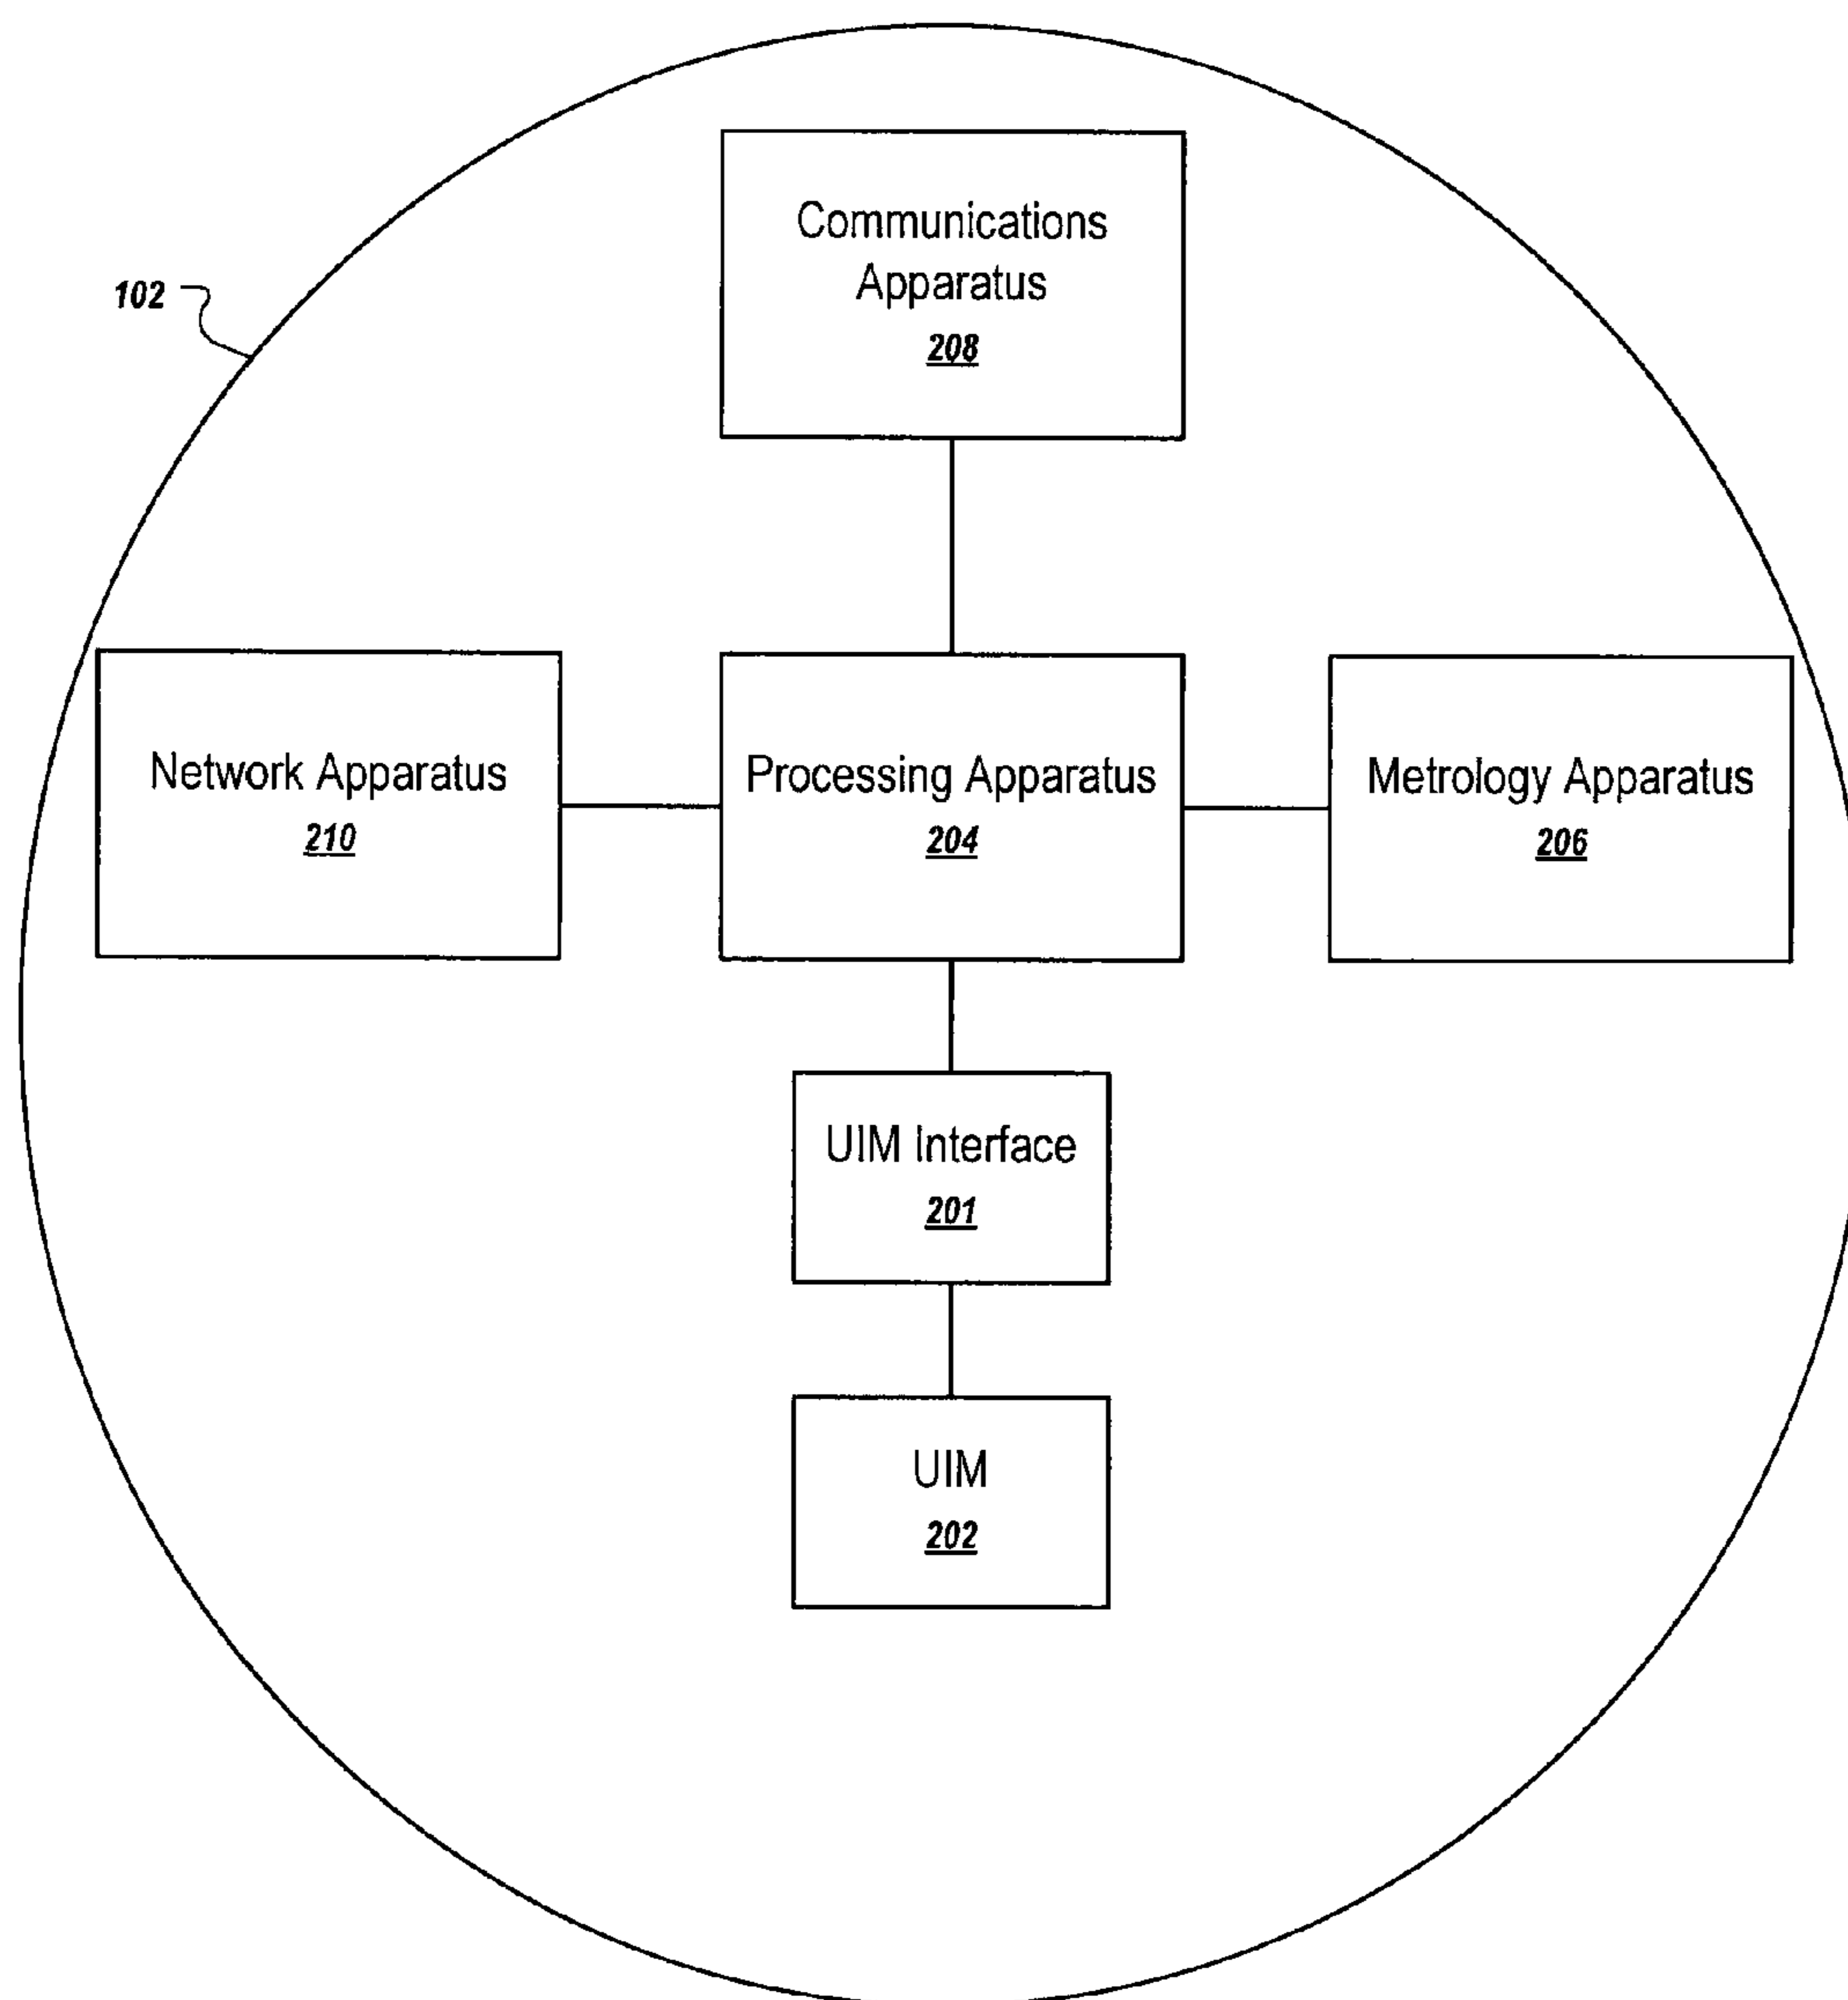 Communications
Apparatus
208
102
Network Apparatus
210
Processing Apparatus
204
Metrology Apparatus
206
UIM Interface
201
UIM
202